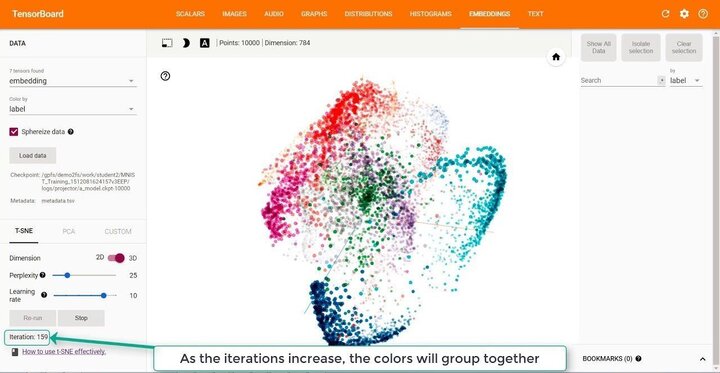 TensorBoard
SCALARS IMAGES AUDIO GRAPHS DISTRIBUTIONS HISTOGRAMS EMBEDDINGS TEXT
DATA
7 tensors found
embedding
Color by
label
Sphereize data
Load data
Checkpoint: /gpfs/demo2fs/work/student2/MNIS
T_Training_1512081624157v3EEP/
logs/projector/a_model.ckpt-10000
Metadata: metadata.tsv
T-SNE PCA CUSTOM
Dimension 2D 3D
Perplexity 25
Learning
rate 10
Re-run Stop
Iteration: 159
How to use t-SNE effectively.
A Points: 10000 | Dimension: 784
Show All
Data
Isolate
selection
Clear
selection
Search .* by
label
As the iterations increase, the colors will group together
BOOKMARKS (0)